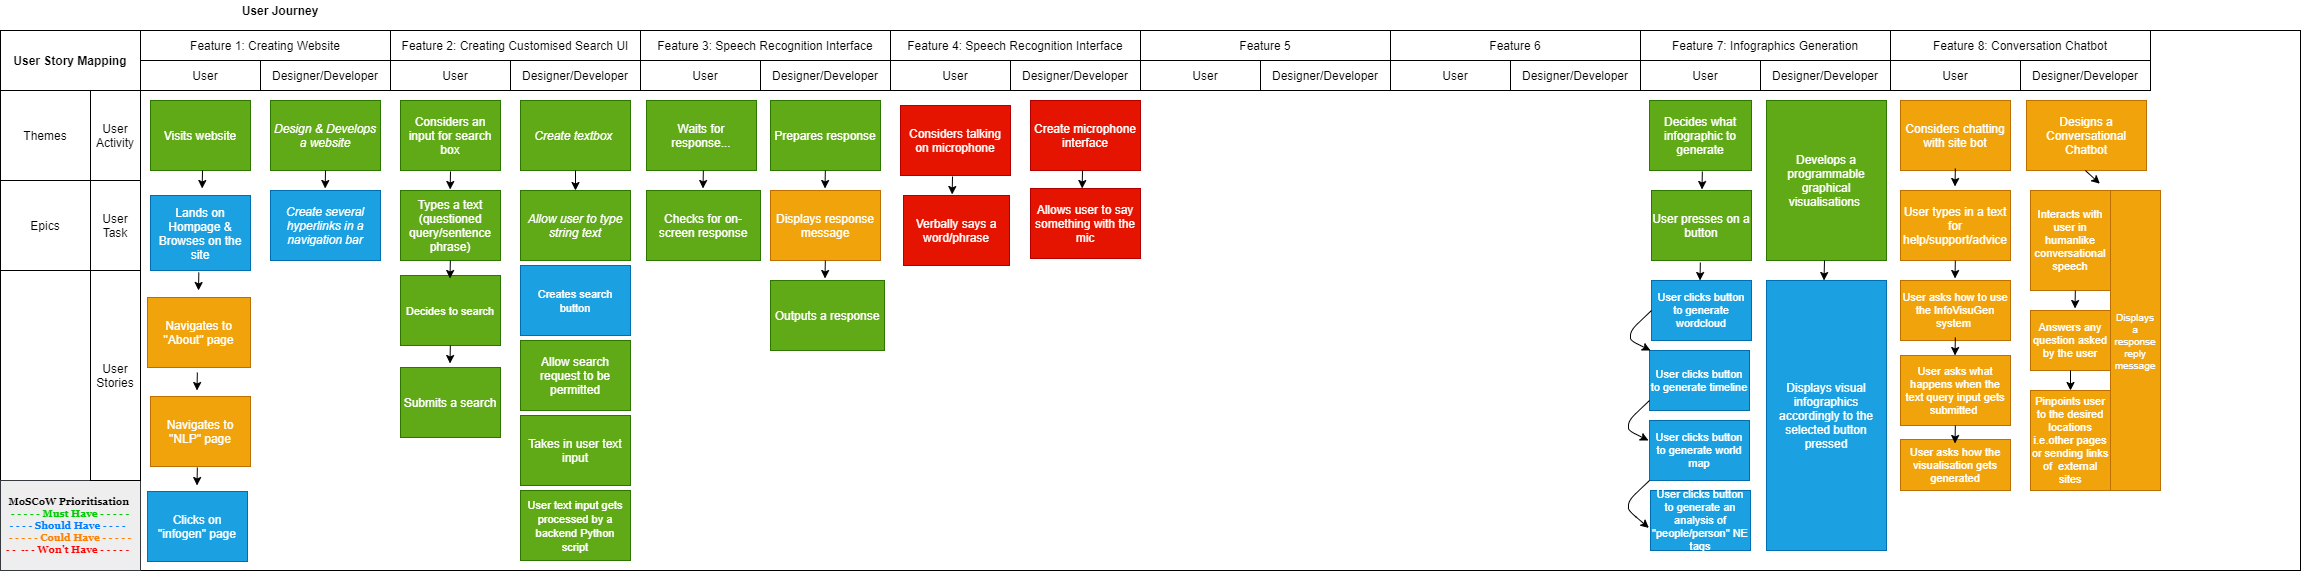 User Journey
User Story Mapping
Feature 1: Creating Website
Feature 2: Creating Customised Search UI
Feature 3: Speech Recognition Interface
Feature 4: Speech Recognition Interface
Feature 5
Feature 6
Feature 7: Infographics Generation
Feature 8: Conversation Chatbot
User
Designer/Developer
User
Designer/Developer
User
Designer/Developer
User
Designer/Developer
User
Designer/Developer
User
Designer/Developer
User
Designer/Developer
User
Designer/Developer
Themes
User
Activity
Epics
User
Task
User
Stories
MoSCoW Prioritisation
- - - - - Must Have - - - - -
- - - - Should Have - - - -
- - - - - Could Have - - - - -
- - -- - Won't Have - - - - -
Visits website
Lands on
Hompage &
Browses on the
site
Navigates to
"About" page
Navigates to
"NLP" page
Clicks on
"infogen" page
Design & Develops
a website
Create several
hyperlinks in a
navigation bar
Considers an
input for search
box
Types a text
(questioned
query/sentence
phrase)
Decides to search
Submits a search
Create textbox
Allow user to type
string text
Creates search
button
Allow search
request to be
permitted
Takes in user text
input
User text input gets
processed by a
backend Python
script
Waits for
response...
Checks for on-
screen response
Prepares response
Displays response
message
Outputs a response
Considers talking
on microphone
Verbally says a
word/phrase
Create microphone
interface
Allows user to say
something with the
mic
Decides what
infographic to
generate
User presses on a
button
User clicks button
to generate
wordcloud
User clicks button
to generate timeline
User clicks button
to generate world
map
User clicks button
to generate an
analysis of
"people/person" NE
tags
Develops a
programmable
graphical
visualisations
Displays visual
infographics
accordingly to the
selected button
pressed
Considers chatting
with site bot
User types in a text
for
help/support/advice
User asks how to use
the InfoVisuGen
system
User asks what
happens when the
text query input gets
submitted
User asks how the
visualisation gets
generated
Designs a
Conversational
Chatbot
Interacts with
user in
humanlike
conversational
speech
Answers any
question asked
by the user
Pinpoints user
to the desired
locations
i.e.other pages
or sending links
of external
sites
Displays
a
response
reply
message